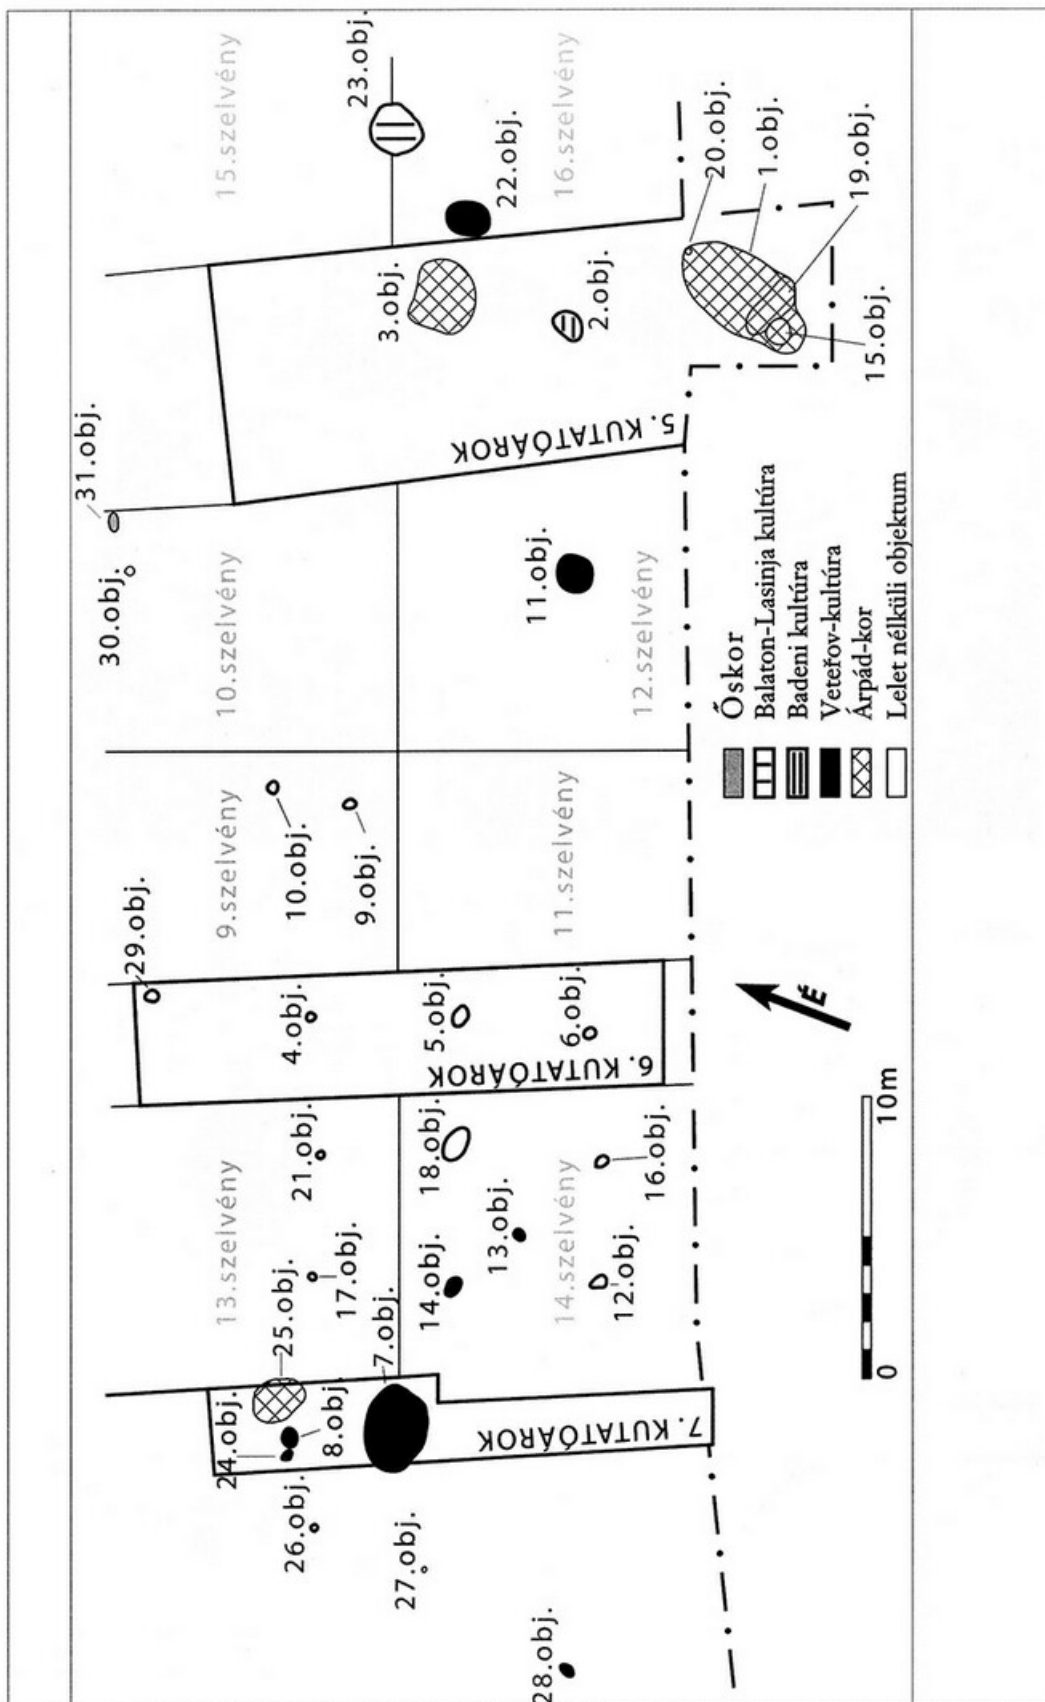 15.szelvény
23.obj.
22.obj.
16.szelvény
20.obj.
1.obj.
19.obj.
15.obj.
3.obj.
2.obj.
5. KUTATÓÁROK
31.obj.
30.obj.
10.szelvény
11.obj.
12.szelvény
9.szelvény
10.obj.
9.obj.
11.szelvény
29.obj.
4.obj.
5.obj.
6.obj.
6. KUTATÓÁROK
13.szelvény
21.obj.
17.obj.
25.obj.
7.obj.
18.obj.
14.obj.
13.obj.
14.szelvény
16.obj.
12.obj.
24.obj.
8.obj.
7. KUTATÓÁROK
26.obj.
27.obj.
28.obj.
Őskor
Balaton-Lasinja kultúra
Badeni kultúra
Veteřov-kultúra
Árpád-kor
Lelet nélküli objektum
É
0
10m